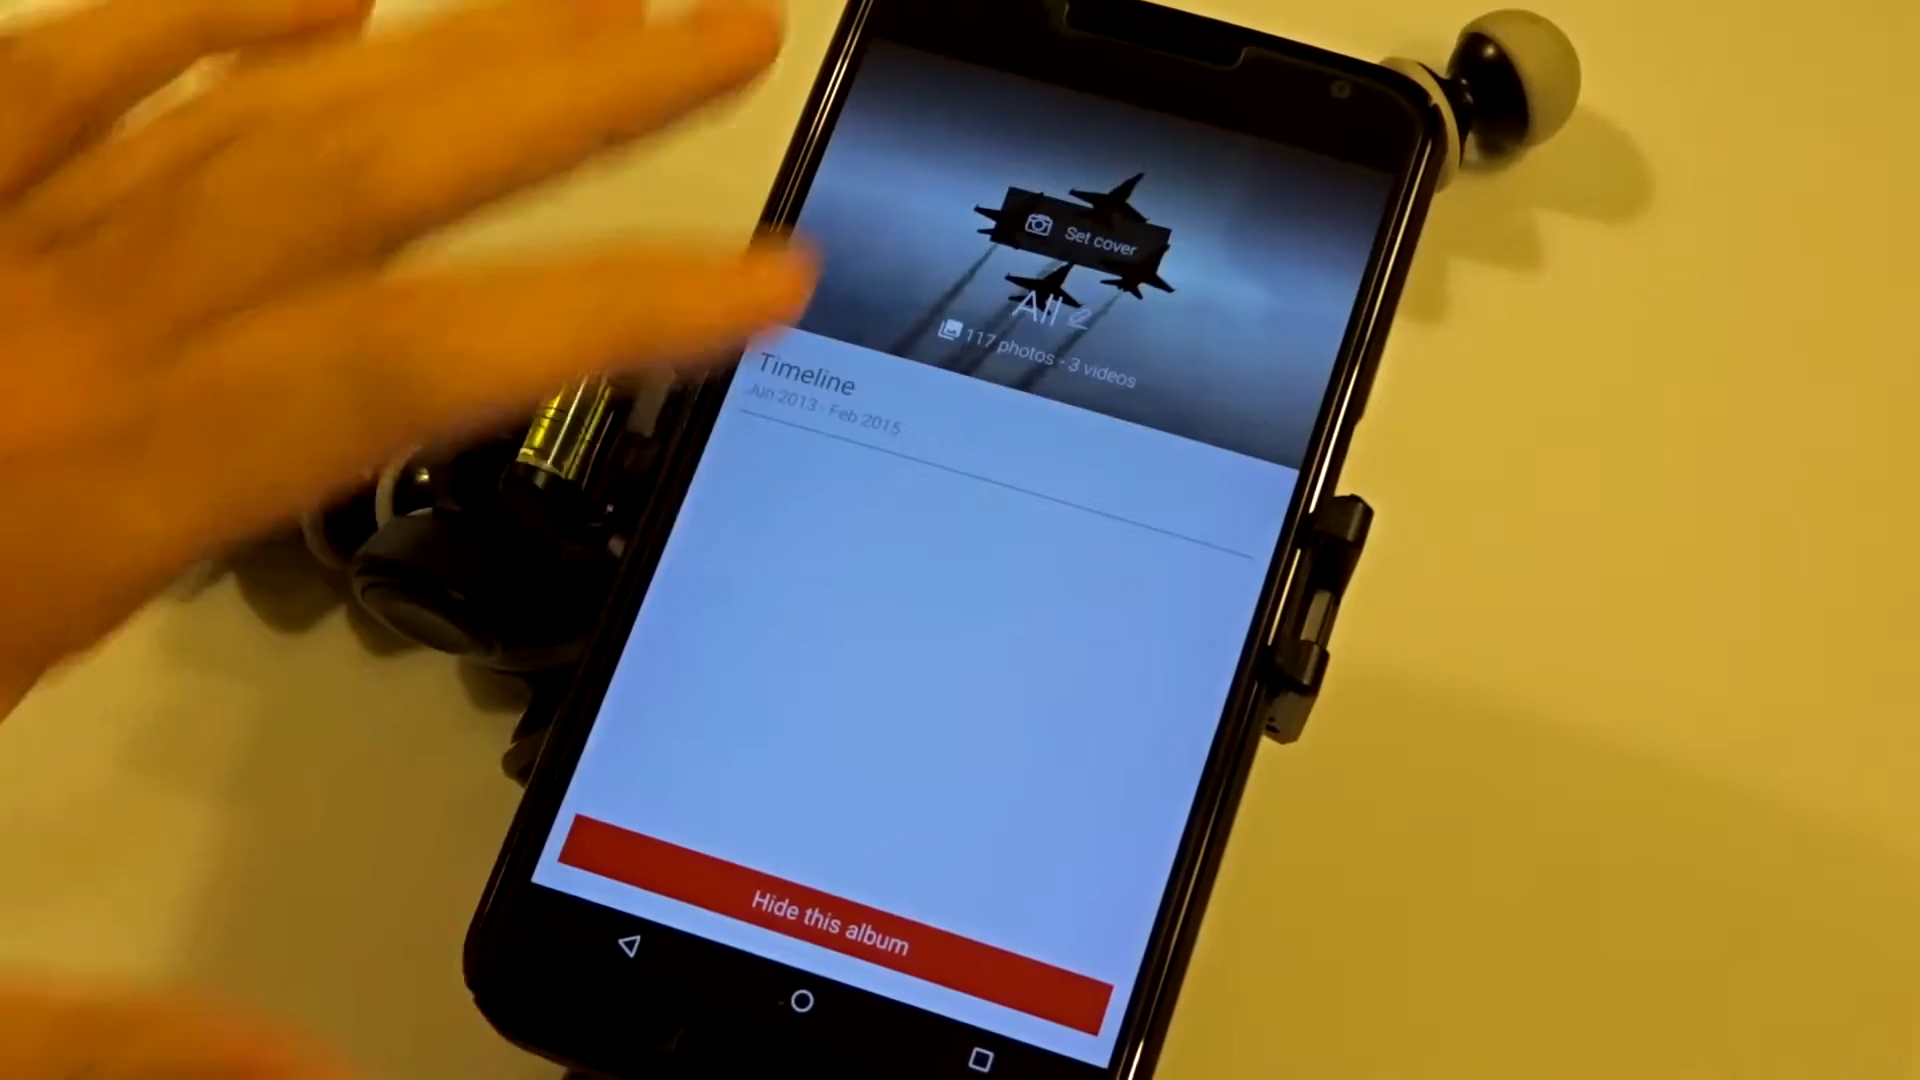 Set cover
All
117 photos - 3 videos
Timeline
Jun 2013 - Feb 2015
Hide this album